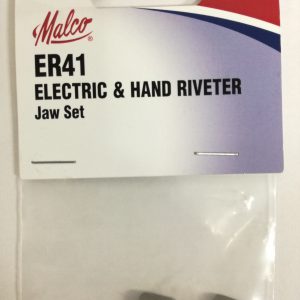 Malco®
ER41
ELECTRIC & HAND RIVETER
Jaw Set